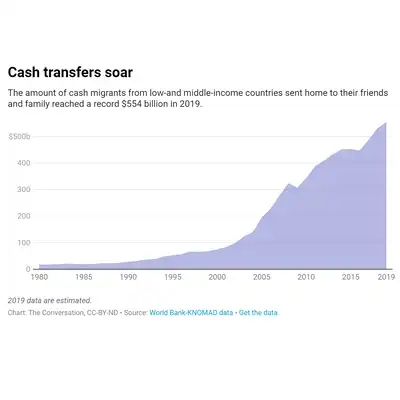 Cash transfers soar
The amount of cash migrants from low-and middle-income countries sent home to their friends
and family reached a record $554 billion in 2019.
$500b
400
300
200
100
0
1980
1985
1990
1995
2000
2005
2010
2015
2019
2019 data are estimated.
Chart: The Conversation, CC-BY-ND • Source: World Bank-KNOMAD data • Get the data